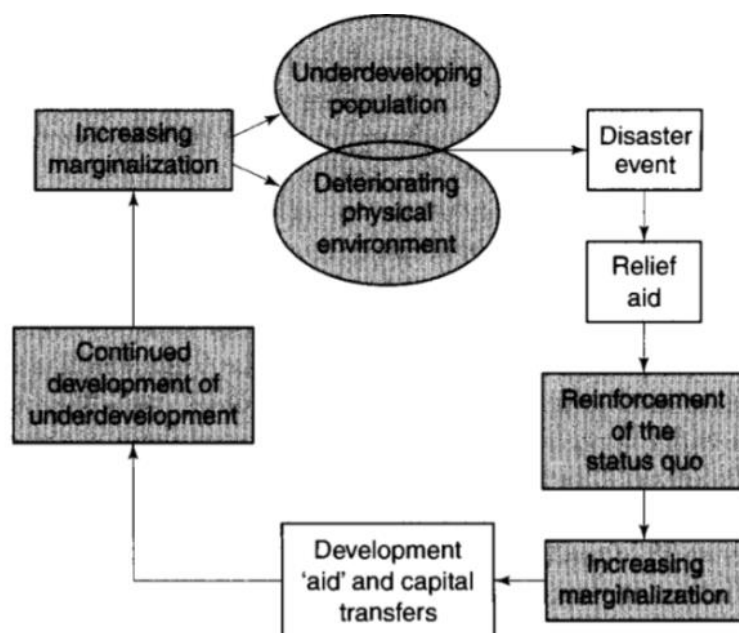 Underdeveloping
population
Increasing
marginalization
Deteriorating
physical
environment
Disaster
event
Relief
aid
Reinforcement
of the
status quo
Increasing
marginalization
Development
‘aid’ and capital
transfers
Continued
development of
underdevelopment